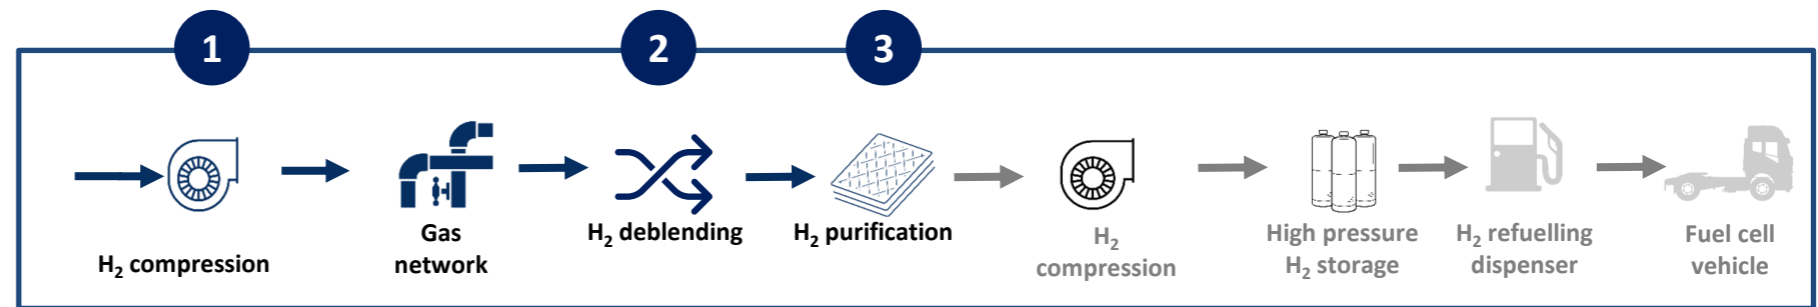 1
2
3
H₂ compression
Gas
network
H₂ deblending
H₂ purification
H₂
compression
High pressure
H₂ storage
H₂ refuelling
dispenser
Fuel cell
vehicle